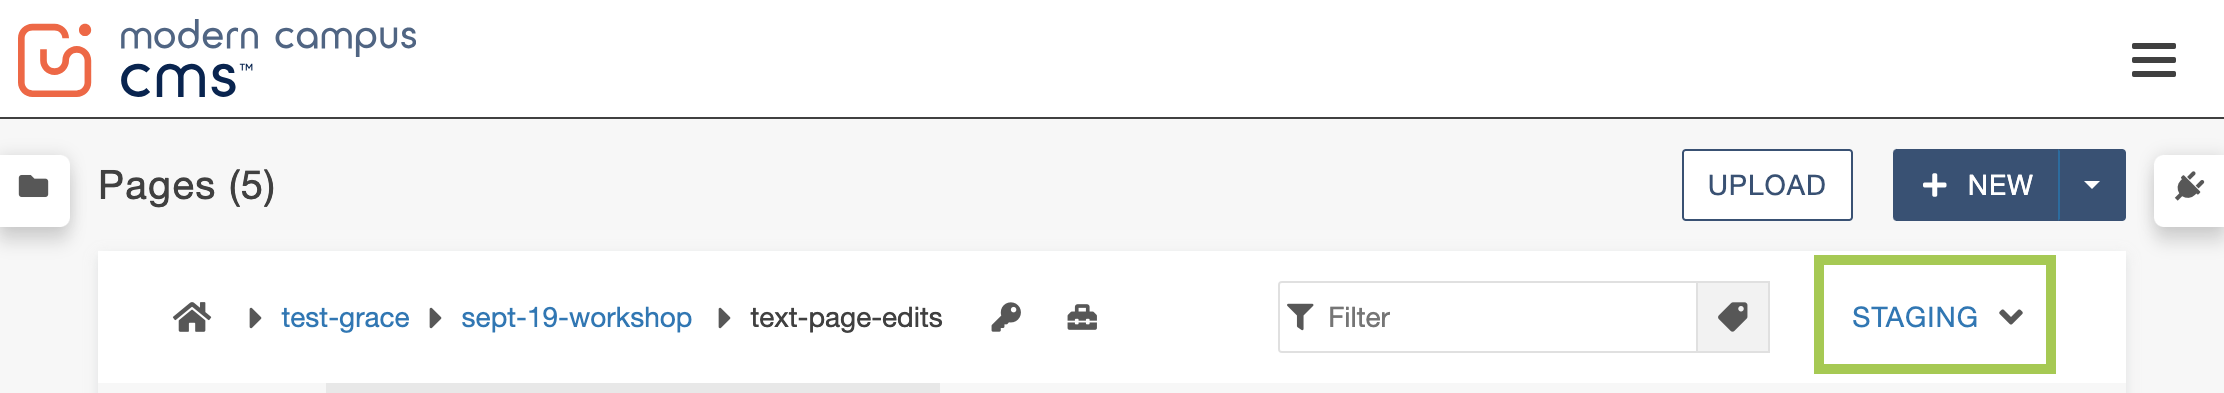 modern campus
cms™
Pages (5)
UPLOAD
NEW
test-grace
sept-19-workshop
text-page-edits
Filter
STAGING